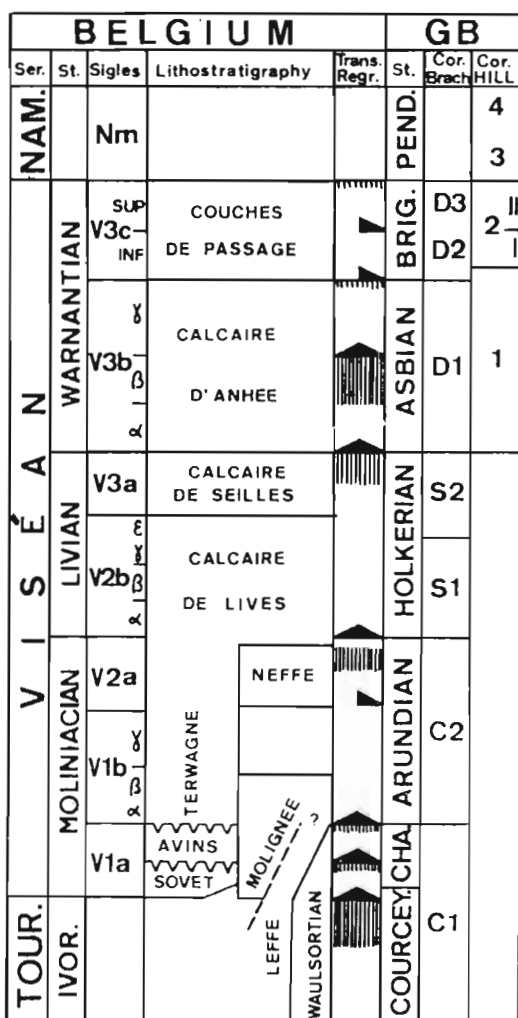 BELGIUM GB
Ser. St. Sigles Lithostratigraphy Trans. Regr. St. Cor. Brach Cor. HILL
NAM. Nm PEND. 4
3
VISÉAN
WARNANTIAN
V3c SUP
INF
COUCHES
DE PASSAGE
BRIG.
D3
D2
2 II
I
V3b γ
β
α
CALCAIRE
D'ANHEE
ASBIAN
D1
1
LIVIAN
V3a
CALCAIRE
DE SEILLES
HOLKERIAN
S2
V2b ε
γ
β
α
CALCAIRE
DE LIVES
S1
MOLINIACIAN
V2a
NEFFE
ARUNDIAN
C2
V1b γ
β
α
TERWAGNE
V1a
AVINS
SOVET
MOLIGNEE
?
CHA.
TOUR.
IVOR.
LEFFE
WAULSORTIAN
COURCEY.
C1